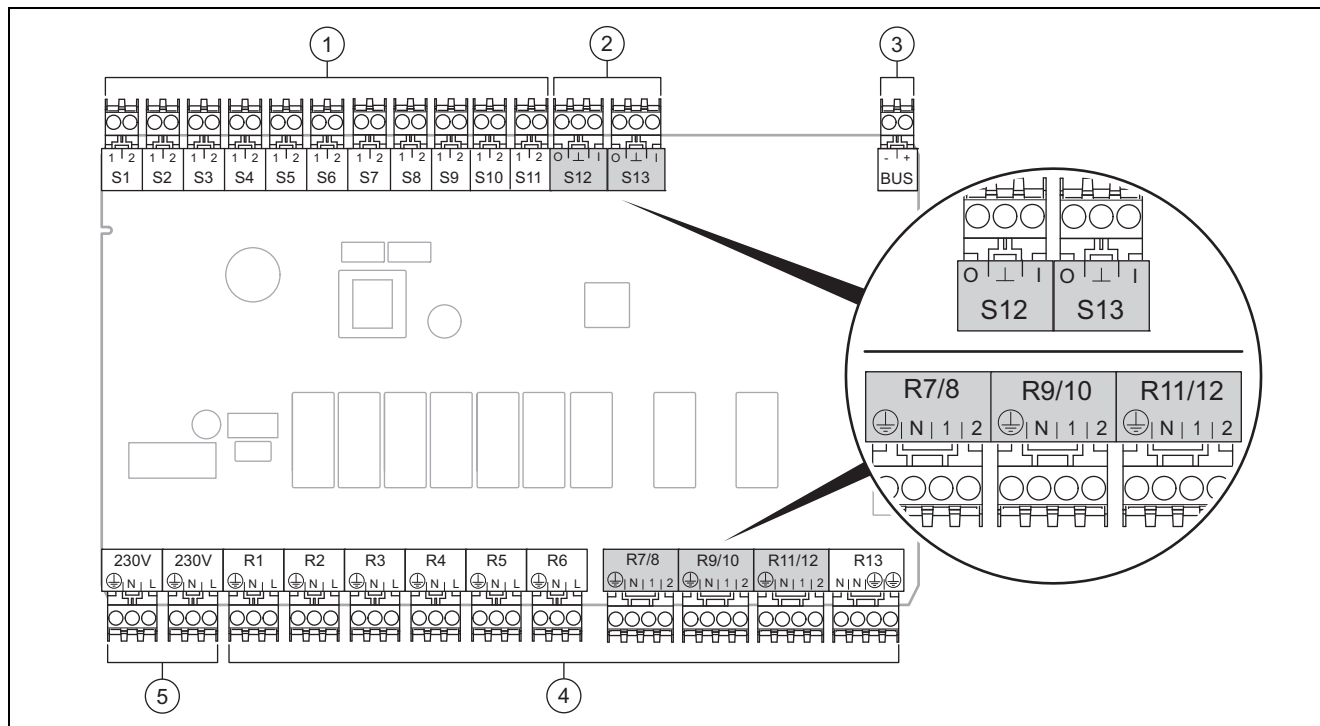 1 2 3
1 2 1 2 1 2 1 2 1 2 1 2 1 2 1 2 1 2 1 2 1 2 O ⊥ I O ⊥ I - +
S1 S2 S3 S4 S5 S6 S7 S8 S9 S10 S11 S12 S13 BUS
O ⊥ I O ⊥ I
S12 S13
R7/8 R9/10 R11/12
N 1 2 N 1 2 N 1 2
230V 230V R1 R2 R3 R4 R5 R6 R7/8 R9/10 R11/12 R13
N L N L N L N L N L N L N L N L N 1 2 N 1 2 N 1 2 N N
5 4